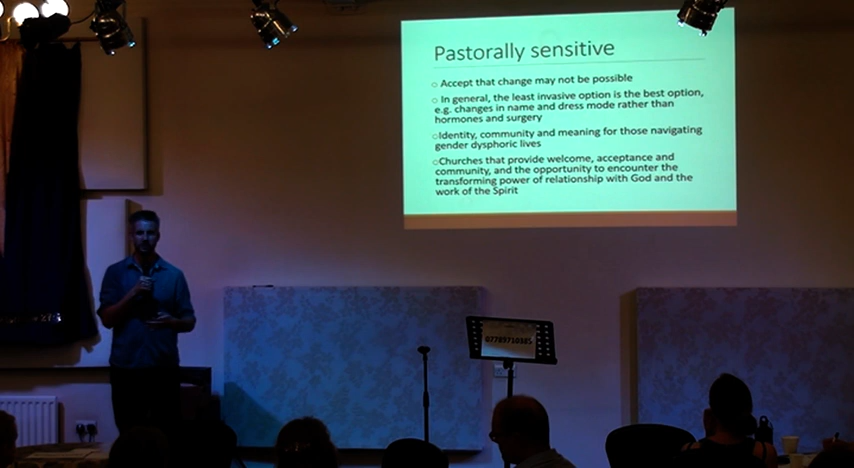 Pastorally sensitive
○ Accept that change may not be possible
○ In general, the least invasive option is the best option,
e.g. changes in name and dress mode rather than
hormones and surgery
○Identity, community and meaning for those navigating
gender dysphoric lives
○Churches that provide welcome, acceptance and
community, and the opportunity to encounter the
transforming power of relationship with God and the
work of the Spirit